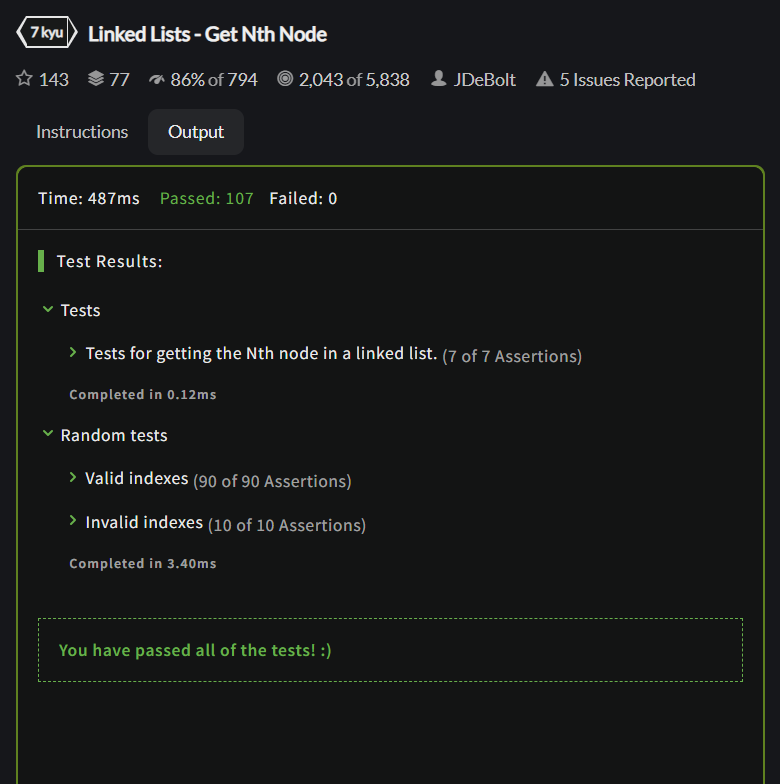 7 kyu Linked Lists - Get Nth Node
143 77 86% of 794 2,043 of 5,838 JDeBolt 5 Issues Reported
Instructions Output
Time: 487ms Passed: 107 Failed: 0
Test Results:
Tests
Tests for getting the Nth node in a linked list. (7 of 7 Assertions)
Completed in 0.12ms
Random tests
Valid indexes (90 of 90 Assertions)
Invalid indexes (10 of 10 Assertions)
Completed in 3.40ms
You have passed all of the tests! :)